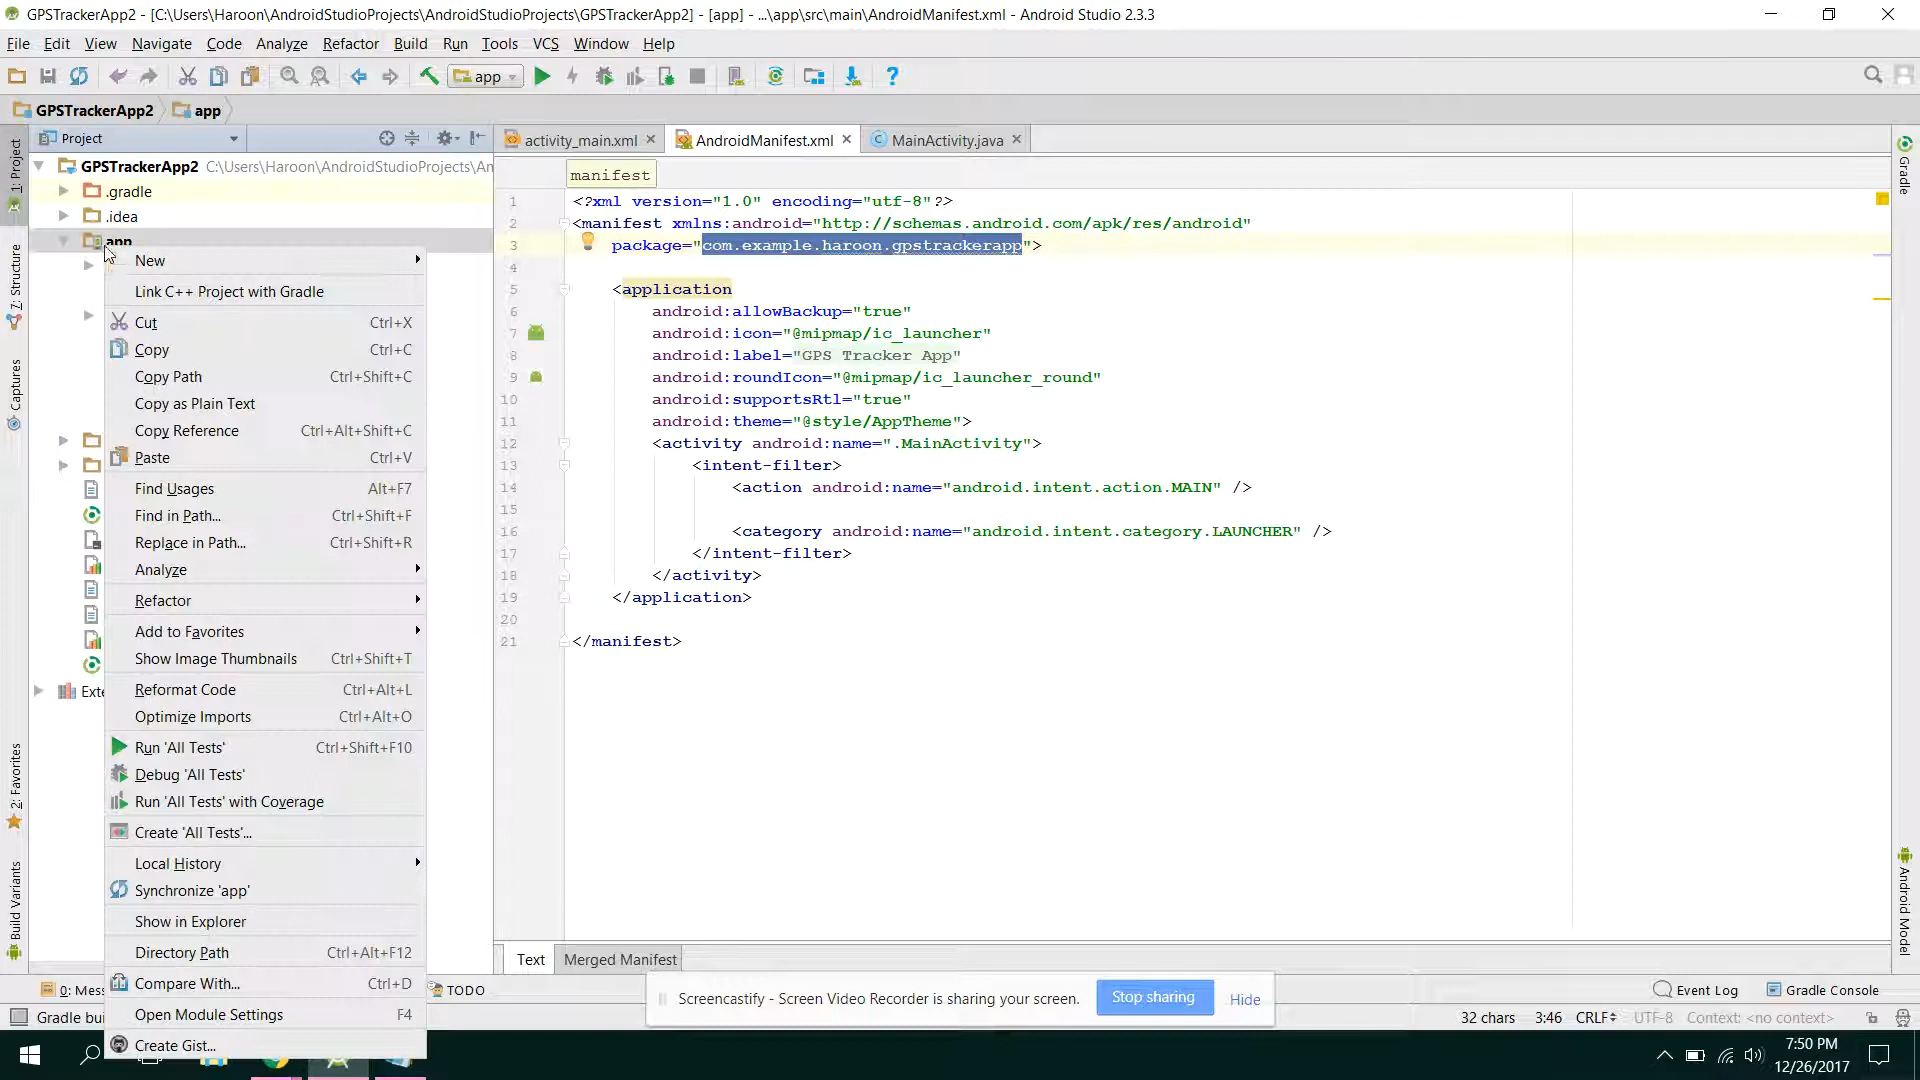 GPSTrackerApp2 - [C:\Users\Haroon\AndroidStudioProjects\AndroidStudioProjects\GPSTrackerApp2] - [app] - ...\app\src\main\AndroidManifest.xml - Android Studio 2.3.3
File Edit View Navigate Code Analyze Refactor Build Run Tools VCS Window Help
app
GPSTrackerApp2 app
Project
activity_main.xml AndroidManifest.xml MainActivity.java
1: Project
7: Structure
Captures
2: Favorites
Build Variants
GPSTrackerApp2 C:\Users\Haroon\AndroidStudioProjects\An
.gradle
.idea
app
Exte
New
Link C++ Project with Gradle
Cut Ctrl+X
Copy Ctrl+C
Copy Path Ctrl+Shift+C
Copy as Plain Text
Copy Reference Ctrl+Alt+Shift+C
Paste Ctrl+V
Find Usages Alt+F7
Find in Path... Ctrl+Shift+F
Replace in Path... Ctrl+Shift+R
Analyze
Refactor
Add to Favorites
Show Image Thumbnails Ctrl+Shift+T
Reformat Code Ctrl+Alt+L
Optimize Imports Ctrl+Alt+O
Run 'All Tests' Ctrl+Shift+F10
Debug 'All Tests'
Run 'All Tests' with Coverage
Create 'All Tests'...
Local History
Synchronize 'app'
Show in Explorer
Directory Path Ctrl+Alt+F12
Compare With... Ctrl+D
Open Module Settings F4
Create Gist...
manifest
1 <?xml version="1.0" encoding="utf-8"?>
2 <manifest xmlns:android="http://schemas.android.com/apk/res/android"
3 package="com.example.haroon.gpstrackerapp">
4
5 <application
6 android:allowBackup="true"
7 android:icon="@mipmap/ic_launcher"
8 android:label="GPS Tracker App"
9 android:roundIcon="@mipmap/ic_launcher_round"
10 android:supportsRtl="true"
11 android:theme="@style/AppTheme">
12 <activity android:name=".MainActivity">
13 <intent-filter>
14 <action android:name="android.intent.action.MAIN" />
15
16 <category android:name="android.intent.category.LAUNCHER" />
17 </intent-filter>
18 </activity>
19 </application>
20
21 </manifest>
Gradle
Android Model
Text Merged Manifest
0: Mess TODO
Event Log Gradle Console
Screencastify - Screen Video Recorder is sharing your screen. Stop sharing Hide
Gradle bui
32 chars 3:46 CRLF UTF-8 Context: <no context>
7:50 PM
12/26/2017